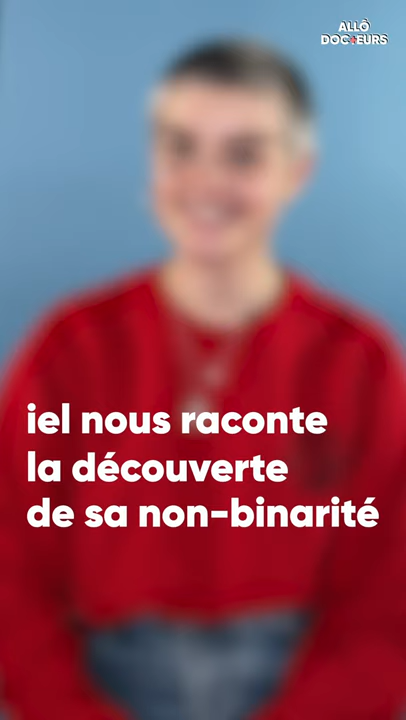 ALLÔ
DOCTEURS
iel nous raconte
la découverte
de sa non-binarité